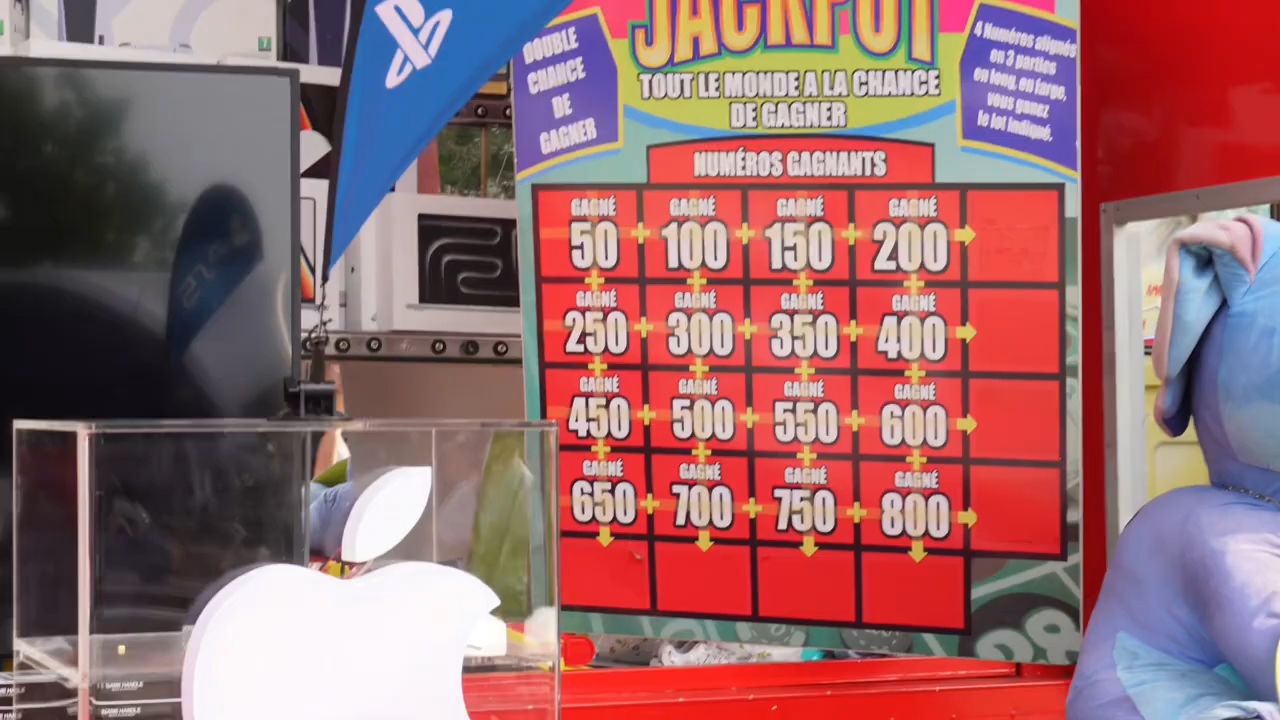 JACKPOT
DOUBLE
CHANCE
DE
GAGNER
TOUT LE MONDE A LA CHANCE
DE GAGNER
4 Numéros alignés
en 3 parties
en long, en large,
vous gagnez
le lot indiqué.
NUMÉROS GAGNANTS
GAGNÉ GAGNÉ GAGNÉ GAGNÉ
50 + 100 + 150 + 200
GAGNÉ GAGNÉ GAGNÉ GAGNÉ
250 + 300 + 350 + 400
GAGNÉ GAGNÉ GAGNÉ GAGNÉ
450 + 500 + 550 + 600
GAGNÉ GAGNÉ GAGNÉ GAGNÉ
650 + 700 + 750 + 800